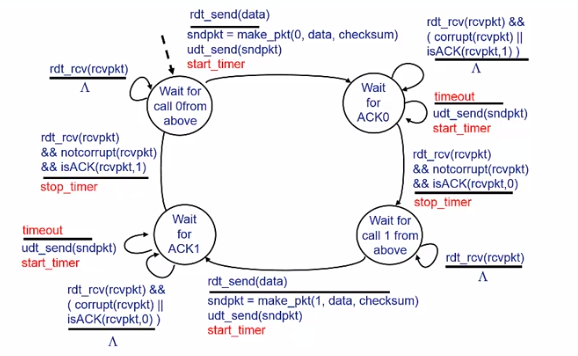 rdt_send(data)
sndpkt = make_pkt(0, data, checksum)
udt_send(sndpkt)
start_timer
rdt_rcv(rcvpkt) &&
( corrupt(rcvpkt) ||
isACK(rcvpkt,1) )
Λ
rdt_rcv(rcvpkt)
Λ
Wait for
call 0from
above
Wait
for
ACK0
timeout
udt_send(sndpkt)
start_timer
rdt_rcv(rcvpkt)
&& notcorrupt(rcvpkt)
&& isACK(rcvpkt,1)
stop_timer
rdt_rcv(rcvpkt)
&& notcorrupt(rcvpkt)
&& isACK(rcvpkt,0)
stop_timer
Wait
for
ACK1
Wait for
call 1 from
above
timeout
udt_send(sndpkt)
start_timer
rdt_rcv(rcvpkt)
Λ
rdt_rcv(rcvpkt) &&
( corrupt(rcvpkt) ||
isACK(rcvpkt,0) )
Λ
rdt_send(data)
sndpkt = make_pkt(1, data, checksum)
udt_send(sndpkt)
start_timer